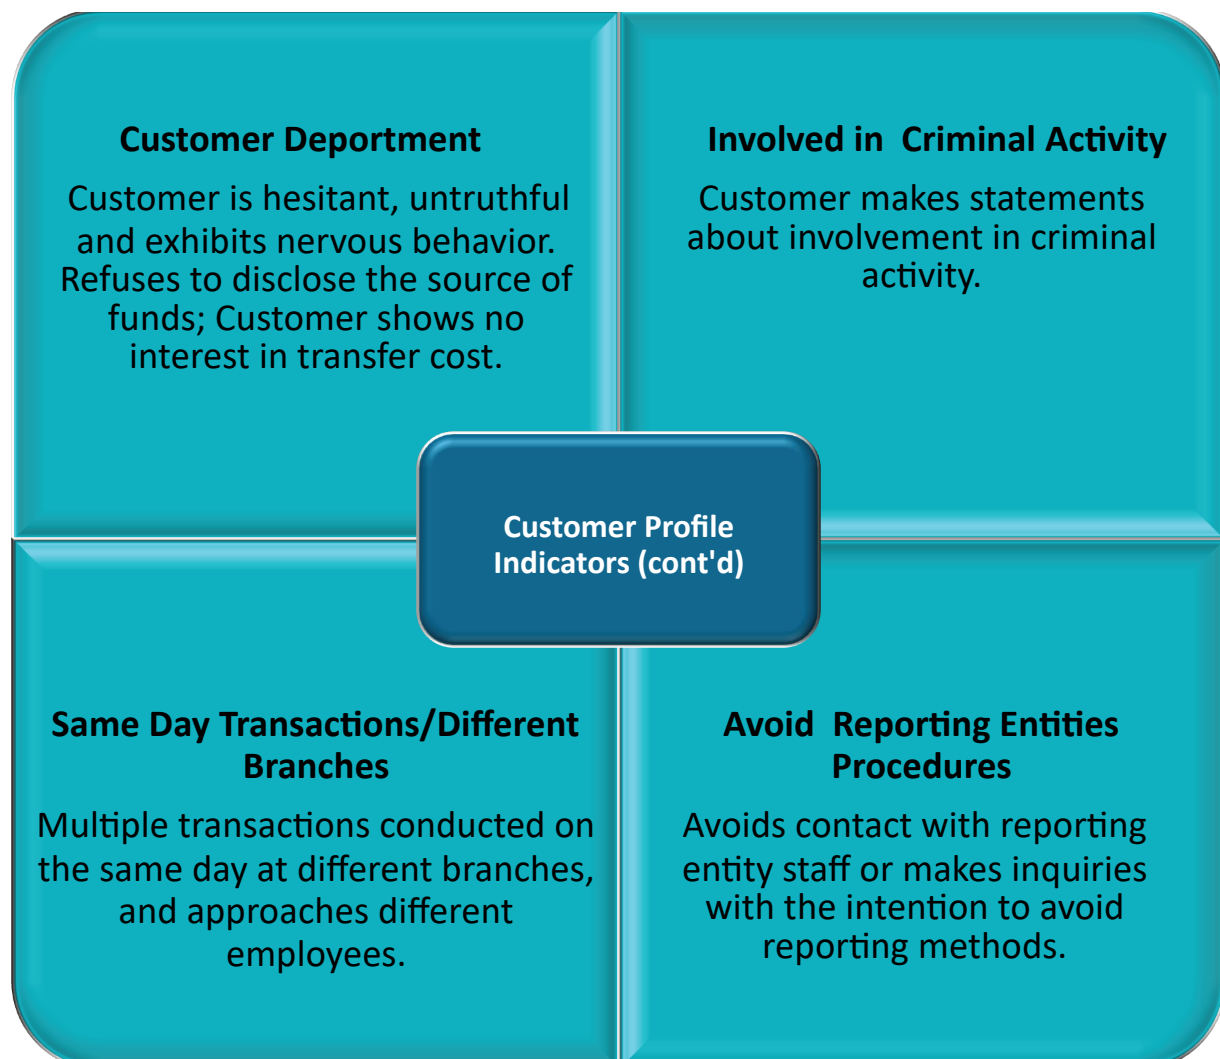 Customer Deportment
Customer is hesitant, untruthful
and exhibits nervous behavior.
Refuses to disclose the source of
funds; Customer shows no
interest in transfer cost.
Involved in  Criminal Activity
Customer makes statements
about involvement in criminal
activity.
Customer Profile
Indicators (cont'd)
Same Day Transactions/Different
Branches
Multiple transactions conducted on
the same day at different branches,
and approaches different
employees.
Avoid  Reporting Entities
Procedures
Avoids contact with reporting
entity staff or makes inquiries
with the intention to avoid
reporting methods.